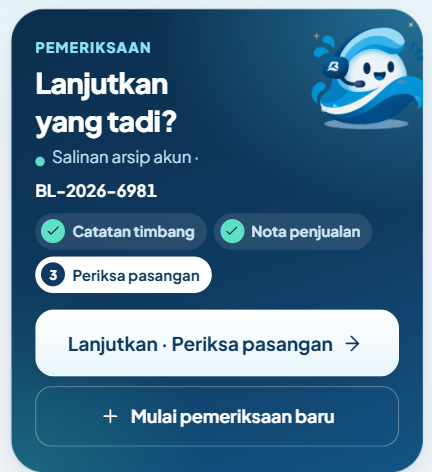 PEMERIKSAAN
Lanjutkan
yang tadi?
Salinan arsip akun ·
BL-2026-6981
Catatan timbang
Nota penjualan
3 Periksa pasangan
Lanjutkan · Periksa pasangan →
+ Mulai pemeriksaan baru